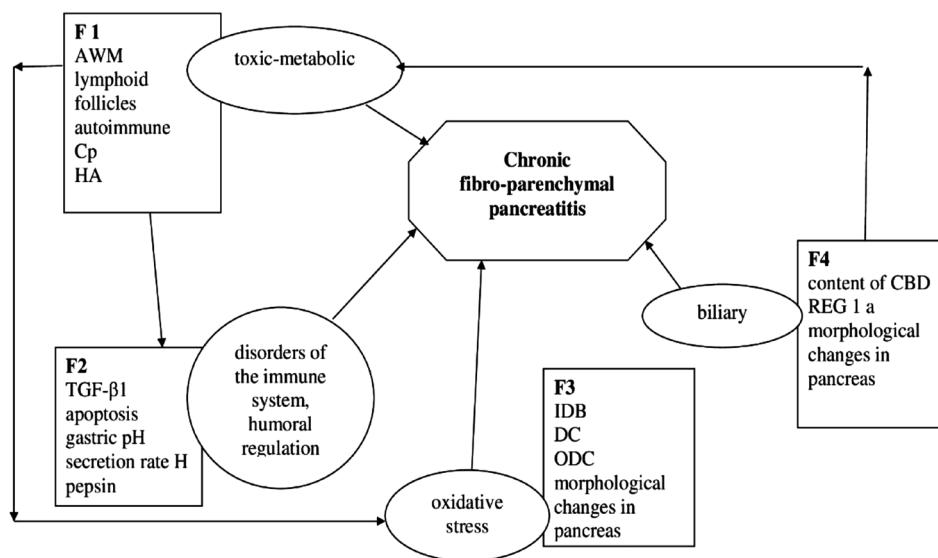 F 1
AWM
lymphoid
follicles
autoimmune
Cp
HA
toxic-metabolic
Chronic
fibro-parenchymal
pancreatitis
F4
content of CBD
REG 1 a
morphological
changes in
pancreas
biliary
F2
TGF-β1
apoptosis
gastric pH
secretion rate H
pepsin
disorders of
the immune
system,
humoral
regulation
F3
IDB
DC
ODC
morphological
changes in
pancreas
oxidative
stress